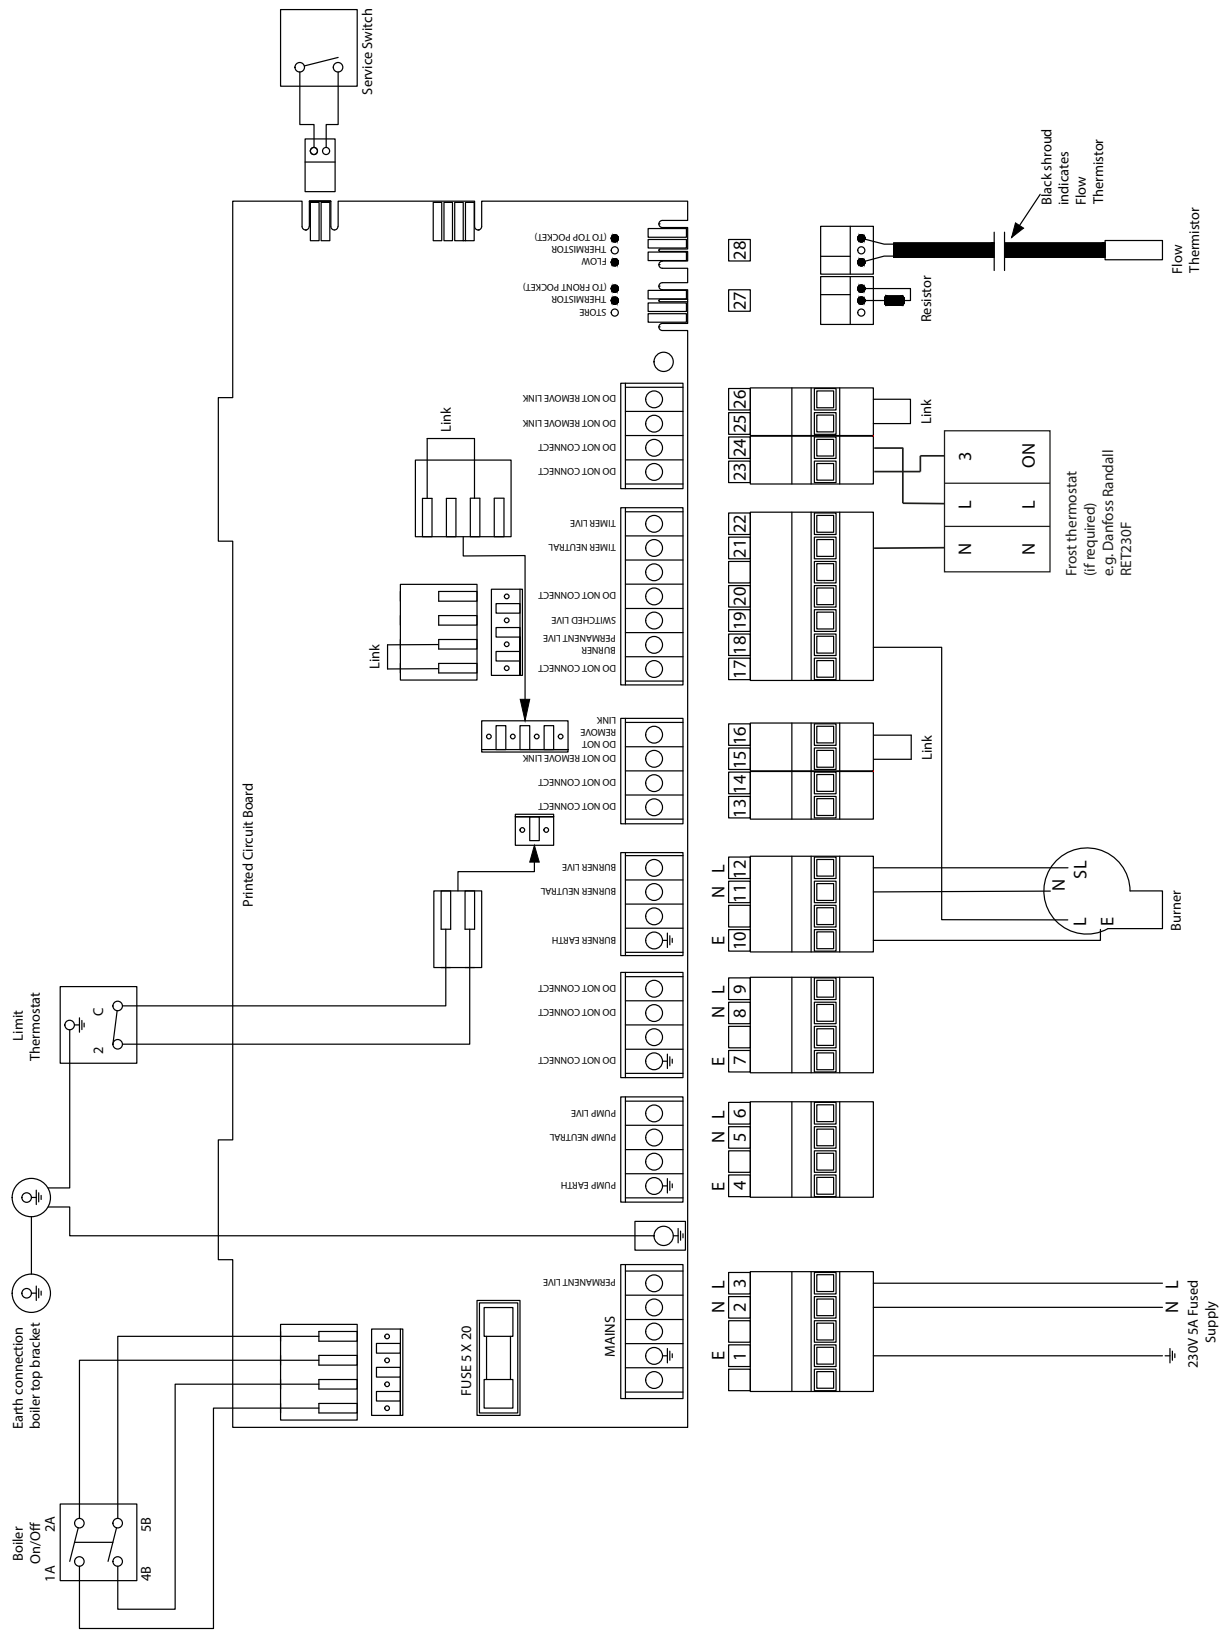 Service Switch
Black shroud
indicates
Flow
Thermistor
Flow
Thermistor
Resistor
FLOW
THERMISTOR
(TO TOP POCKET)
STORE
THERMISTOR
(TO FRONT POCKET)
28
27
DO NOT REMOVE LINK
DO NOT REMOVE LINK
DO NOT CONNECT
DO NOT CONNECT
26
25
24
23
Link
Link
Link
3
ON
L
L
N
N
Frost thermostat
(if required)
e.g. Danfoss Randall
RET230F
TIMER LIVE
TIMER NEUTRAL
DO NOT CONNECT
SWITCHED LIVE
BURNER
PERMANENT LIVE
DO NOT CONNECT
22
21
20
19
18
17
DO NOT
REMOVE
LINK
DO NOT REMOVE LINK
DO NOT CONNECT
DO NOT CONNECT
16
15
14
13
Link
Printed Circuit Board
BURNER LIVE
BURNER NEUTRAL
BURNER EARTH
L
N
E
12
11
10
SL
N
L
E
Burner
Limit
Thermostat
C
2
DO NOT CONNECT
DO NOT CONNECT
DO NOT CONNECT
L
N
E
9
8
7
PUMP LIVE
PUMP NEUTRAL
PUMP EARTH
L
N
E
6
5
4
Earth connection
boiler top bracket
PERMANENT LIVE
MAINS
FUSE 5 X 20
L
N
E
3
2
1
L
N
230V 5A Fused
Supply
Boiler
On/Off
1A
2A
4B
5B